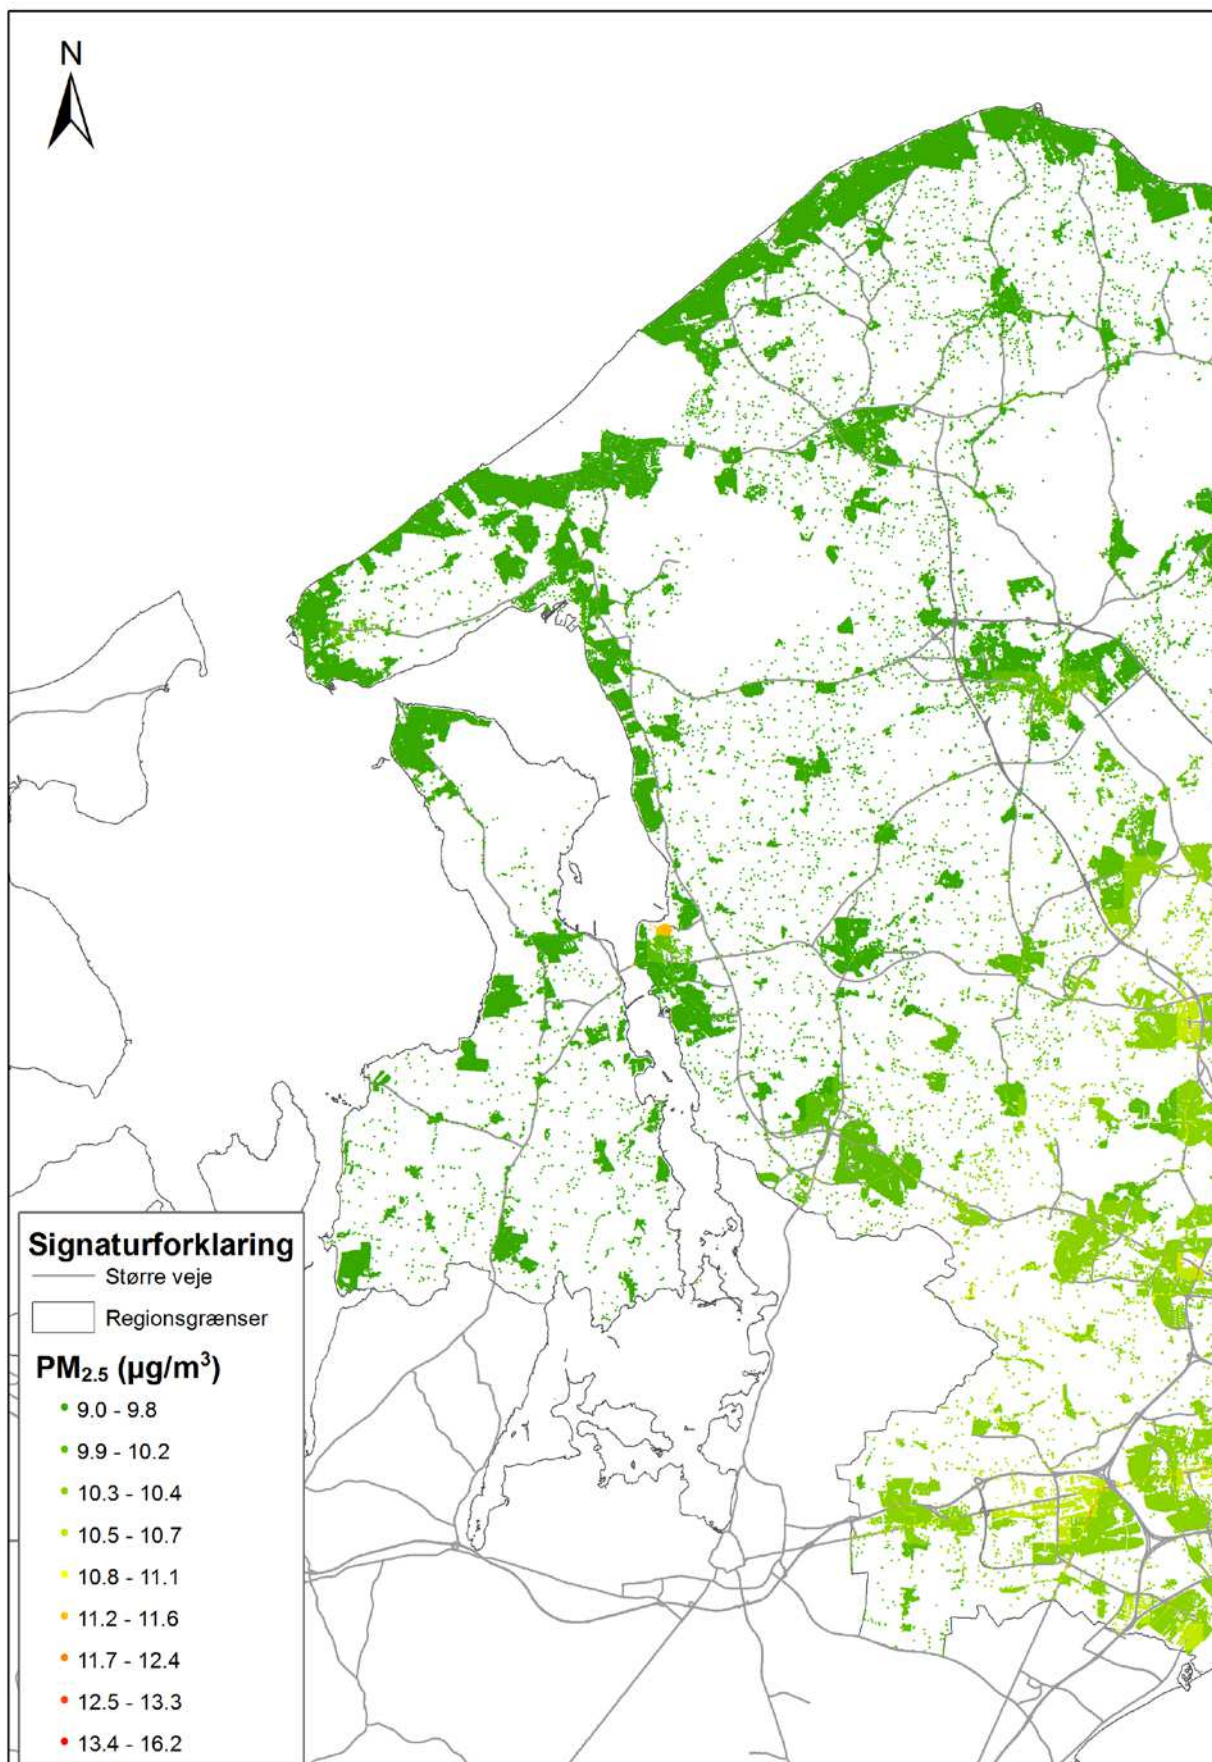 N
Signaturforklaring
Større veje
Regionsgrænser
PM2.5 (µg/m³)
9.0 - 9.8
9.9 - 10.2
10.3 - 10.4
10.5 - 10.7
10.8 - 11.1
11.2 - 11.6
11.7 - 12.4
12.5 - 13.3
13.4 - 16.2